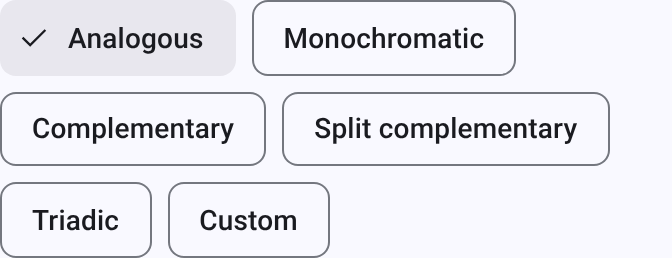 Analogous Monochromatic
Complementary Split complementary
Triadic Custom